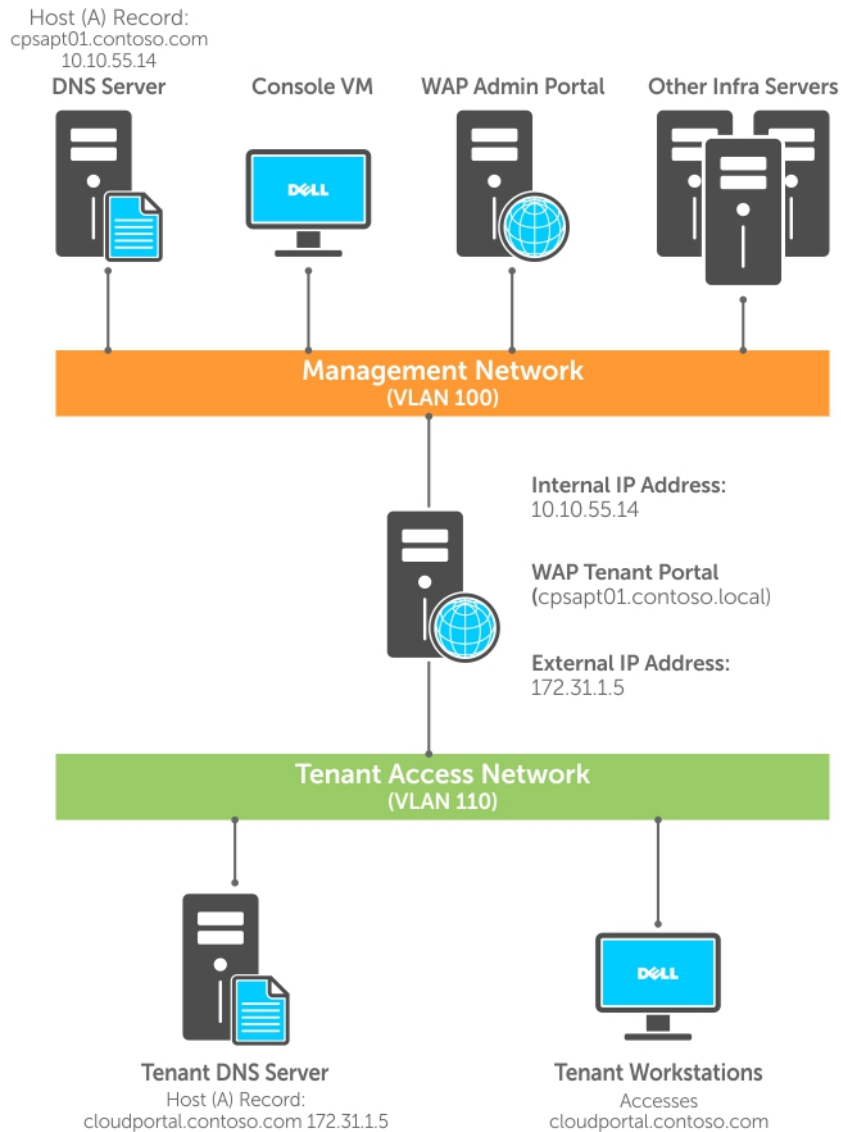 Host (A) Record:
cpsapt01.contoso.com
10.10.55.14
DNS Server
Console VM
WAP Admin Portal
Other Infra Servers
DELL
Management Network
(VLAN 100)
Internal IP Address:
10.10.55.14
WAP Tenant Portal
(cpsapt01.contoso.local)
External IP Address:
172.31.1.5
Tenant Access Network
(VLAN 110)
DELL
Tenant DNS Server
Host (A) Record:
cloudportal.contoso.com 172.31.1.5
Tenant Workstations
Accesses
cloudportal.contoso.com